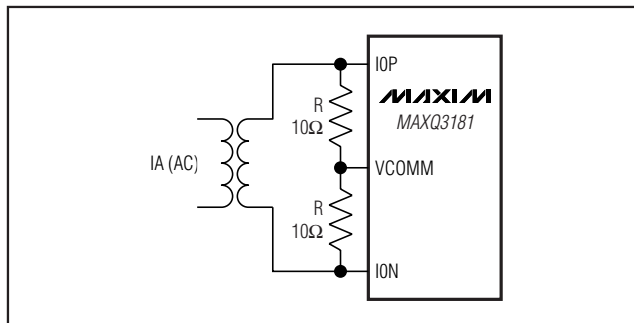 I0P
MAXIM
MAXQ3181
R
10Ω
IA (AC)
VCOMM
R
10Ω
I0N